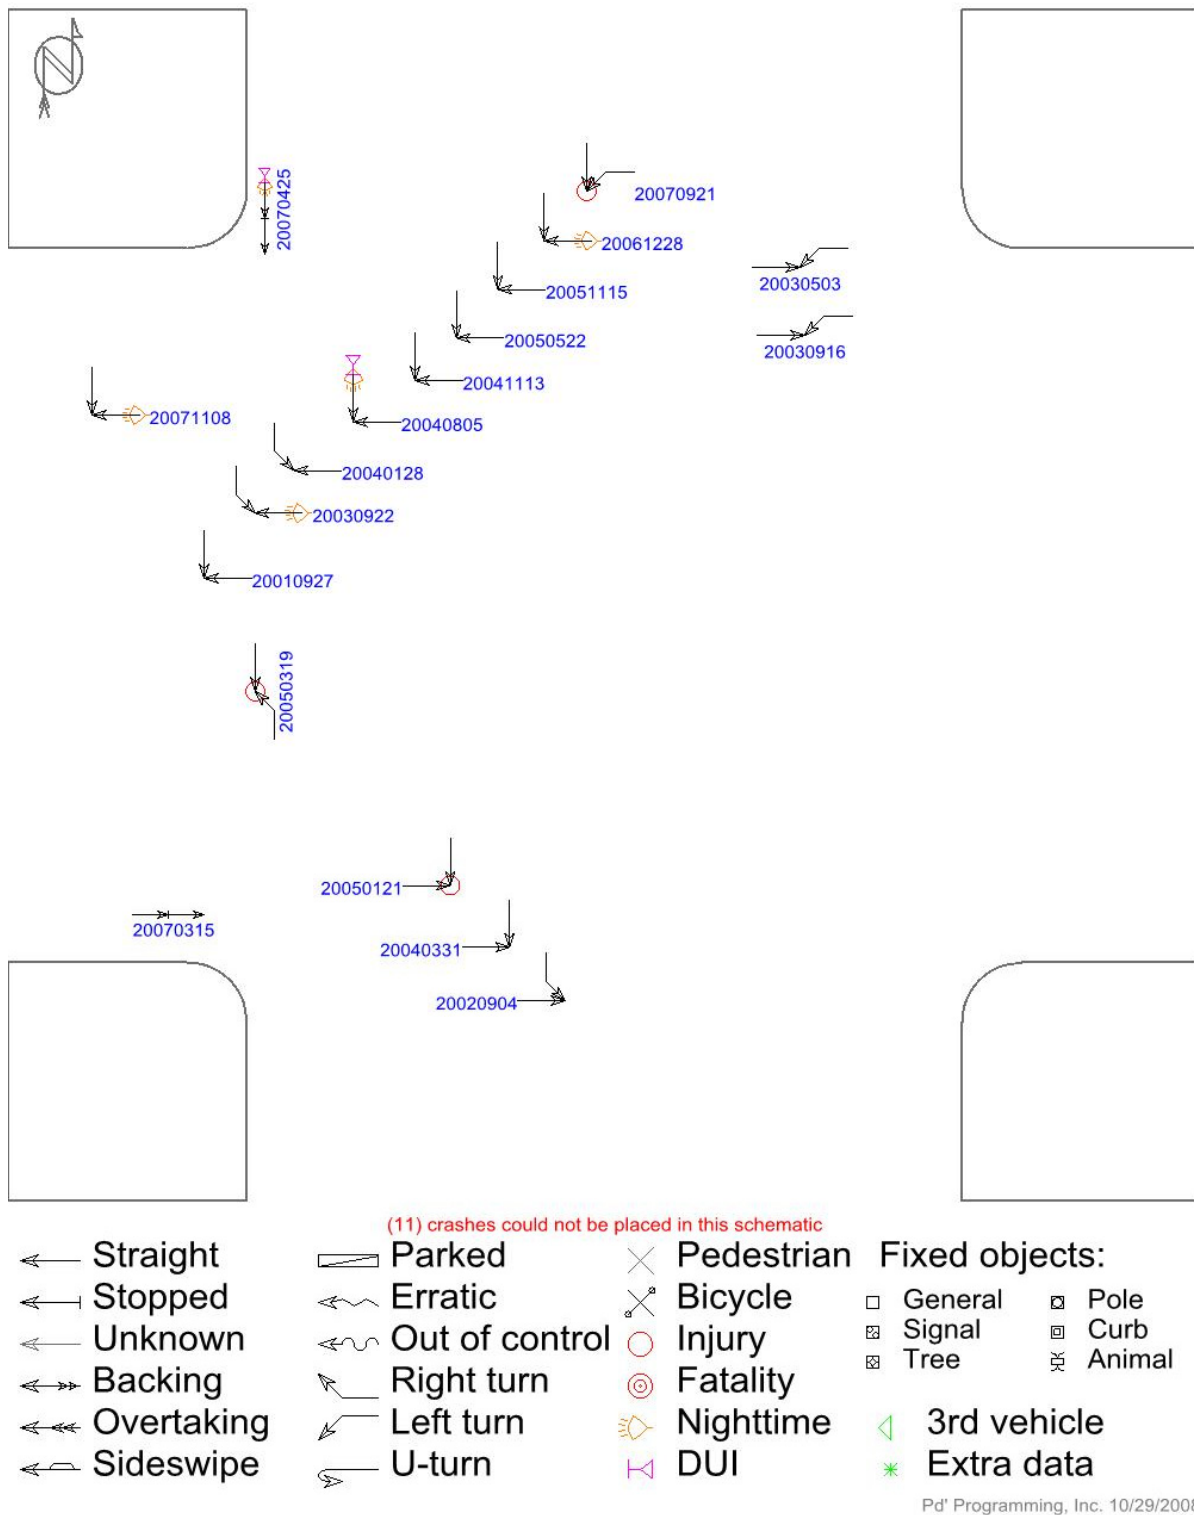 N
20070425
20070921
20061228
20030503
20051115
20050522
20030916
20041113
20071108
20040805
20040128
20030922
20010927
20050319
20050121
20070315
20040331
20020904
(11) crashes could not be placed in this schematic
Straight
Stopped
Unknown
Backing
Overtaking
Sideswipe
Parked
Erratic
Out of control
Right turn
Left turn
U-turn
Pedestrian
Bicycle
Injury
Fatality
Nighttime
DUI
Fixed objects:
General
Signal
Tree
Pole
Curb
Animal
3rd vehicle
Extra data
Pd' Programming, Inc. 10/29/2008